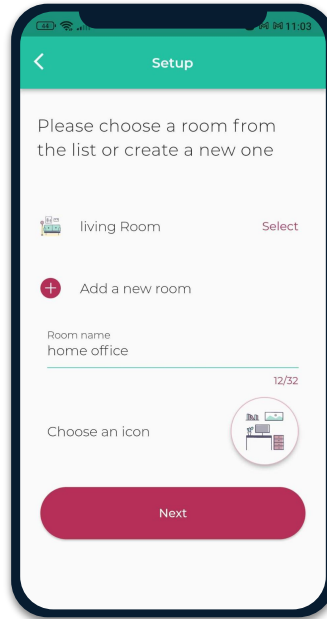 44
11:03
Setup
Please choose a room from
the list or create a new one
living Room
Select
Add a new room
Room name
home office
12/32
Choose an icon
Next